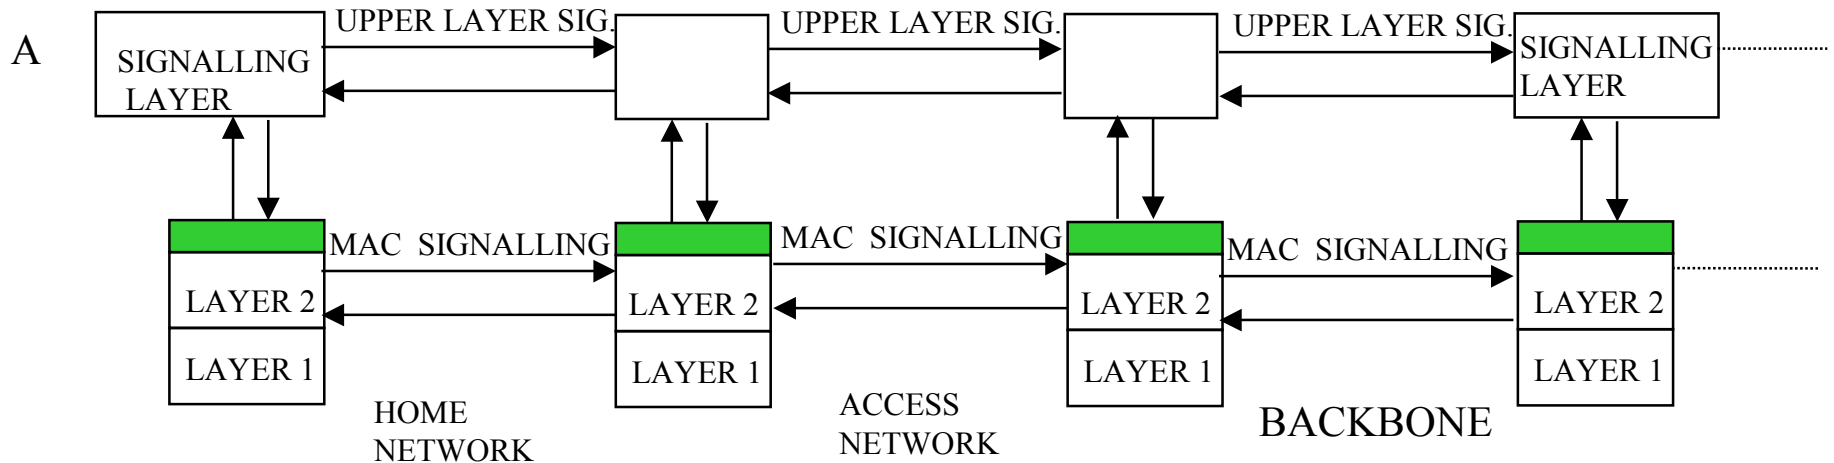 UPPER LAYER SIG.
UPPER LAYER SIG.
UPPER LAYER SIG.
A
SIGNALLING
LAYER
SIGNALLING
LAYER
MAC SIGNALLING
MAC SIGNALLING
MAC SIGNALLING
LAYER 2
LAYER 2
LAYER 2
LAYER 2
LAYER 1
LAYER 1
LAYER 1
LAYER 1
HOME
NETWORK
ACCESS
NETWORK
BACKBONE